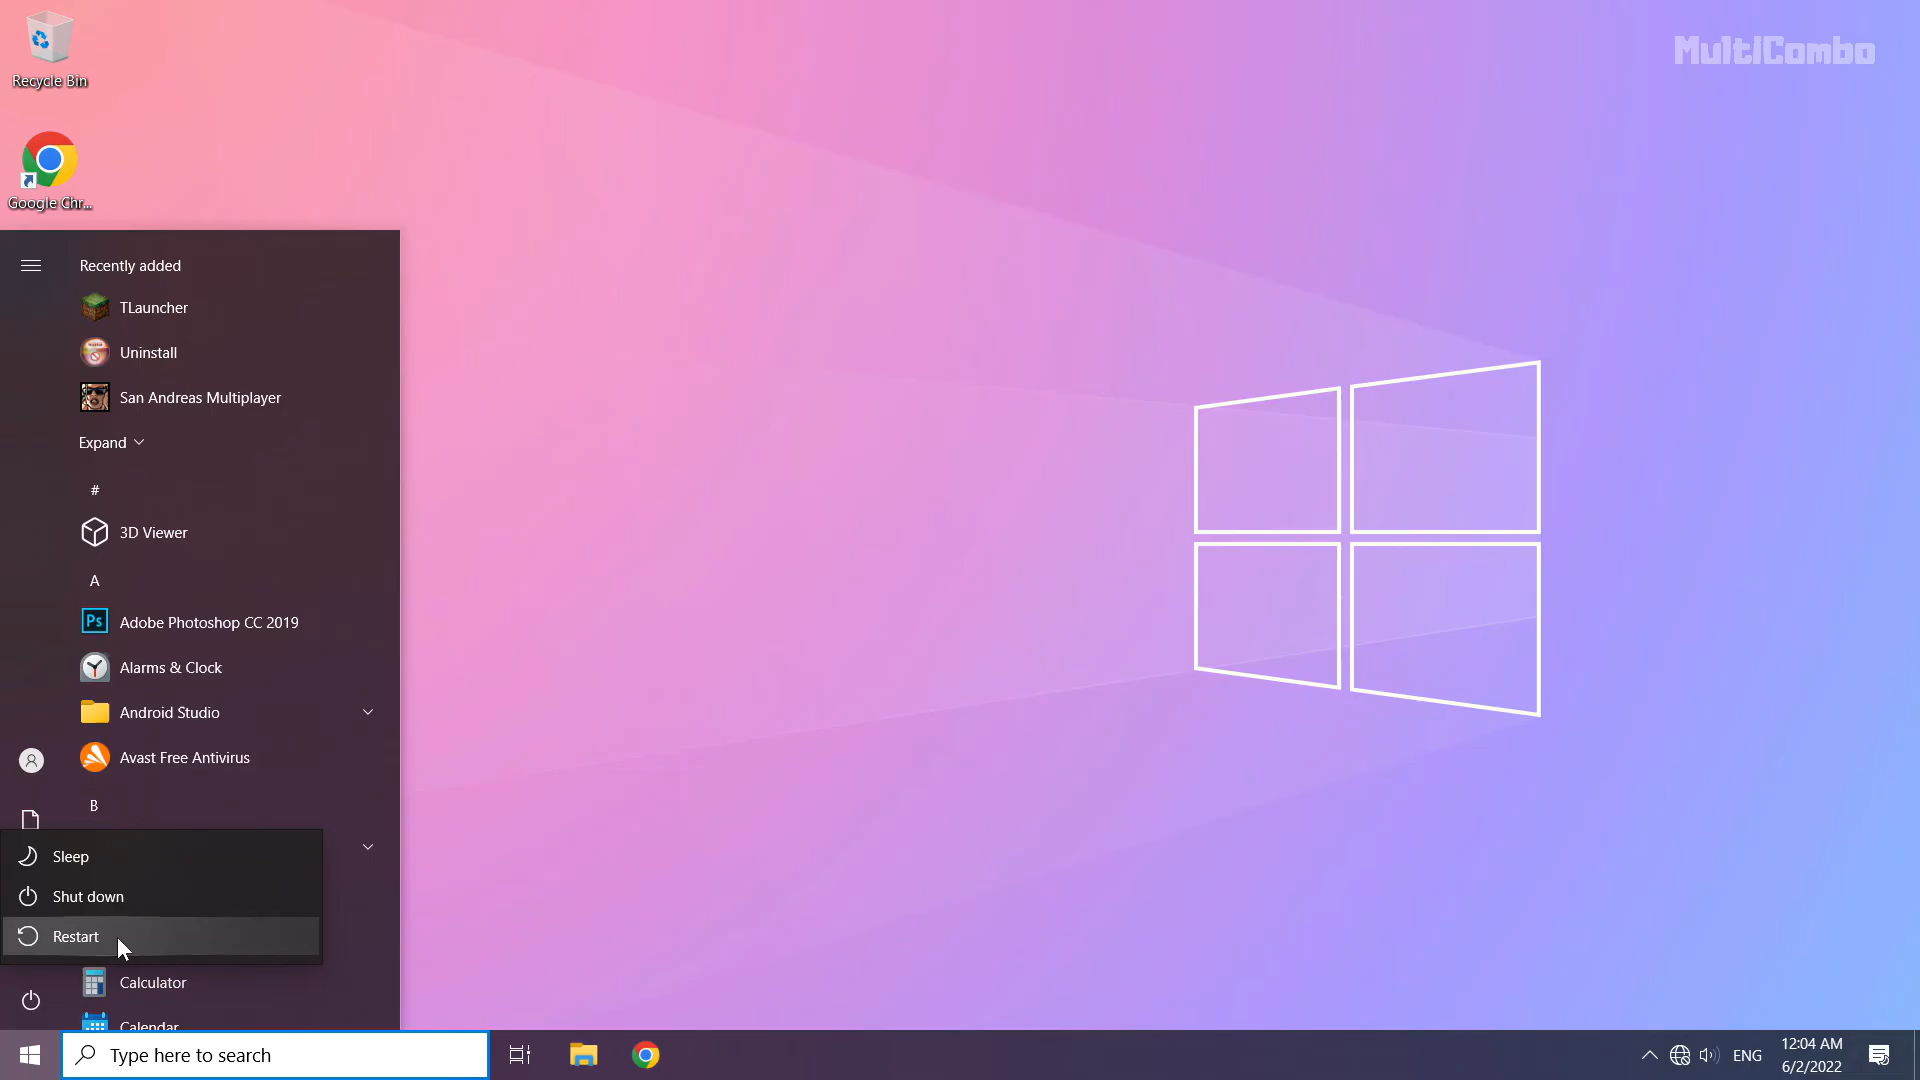 Recycle Bin
Google Chr...
MultiCombo
Recently added
TLauncher
Uninstall
San Andreas Multiplayer
Expand
#
3D Viewer
A
Ps
Adobe Photoshop CC 2019
Alarms & Clock
Android Studio
Avast Free Antivirus
B
Sleep
Shut down
Restart
Calculator
Calendar
Type here to search
ENG
12:04 AM
6/2/2022